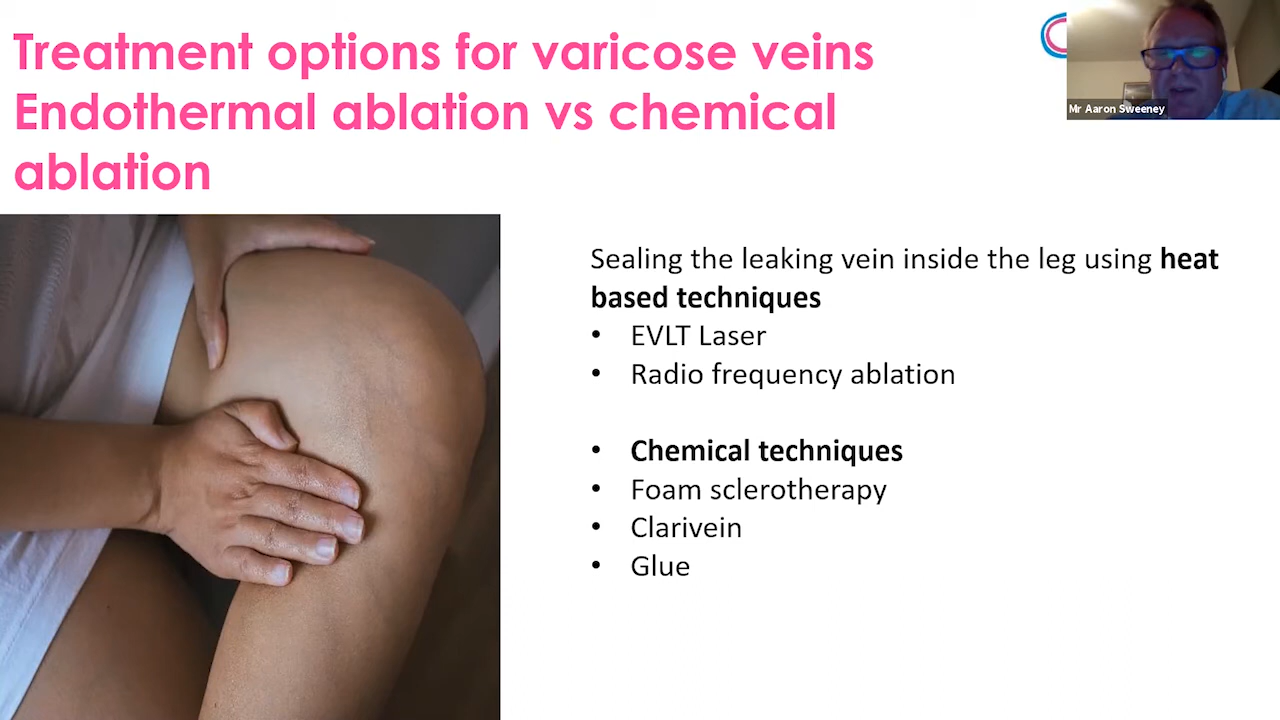 Treatment options for varicose veins
Endothermal ablation vs chemical
ablation
Mr Aaron Sweeney
Sealing the leaking vein inside the leg using heat
based techniques
• EVLT Laser
• Radio frequency ablation
• Chemical techniques
• Foam sclerotherapy
• Clarivein
• Glue